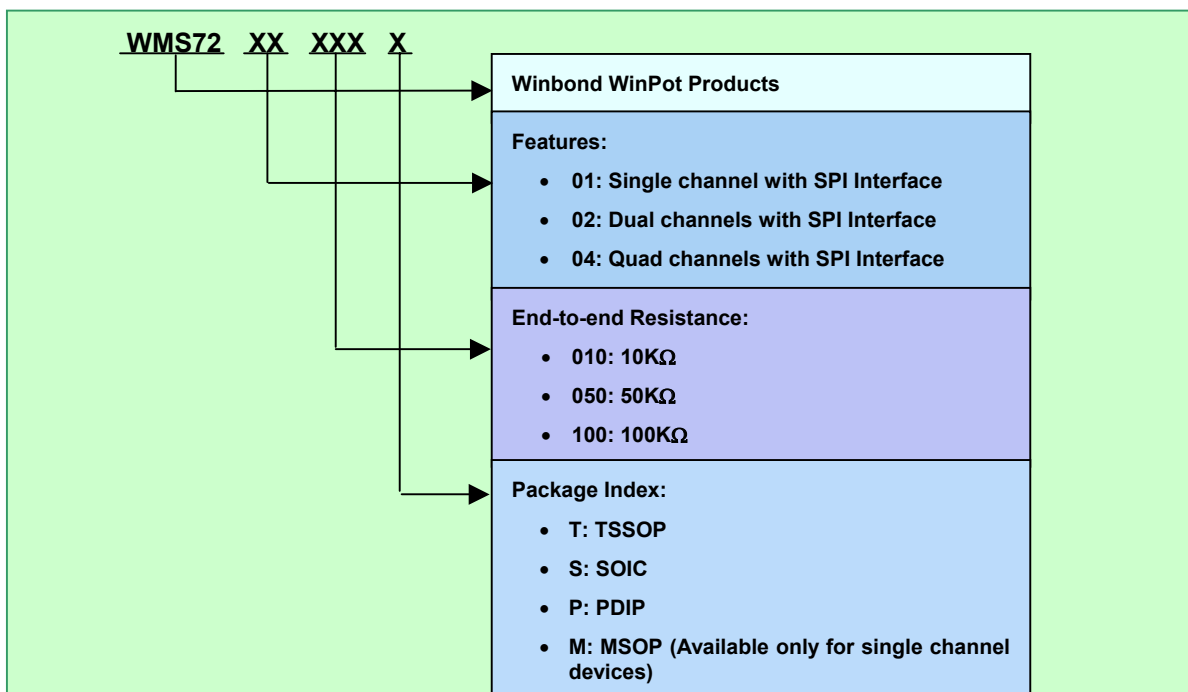 WMS72 XX XXX X
Winbond WinPot Products
Features:
• 01: Single channel with SPI Interface
• 02: Dual channels with SPI Interface
• 04: Quad channels with SPI Interface
End-to-end Resistance:
• 010: 10KΩ
• 050: 50KΩ
• 100: 100KΩ
Package Index:
• T: TSSOP
• S: SOIC
• P: PDIP
• M: MSOP (Available only for single channel
devices)